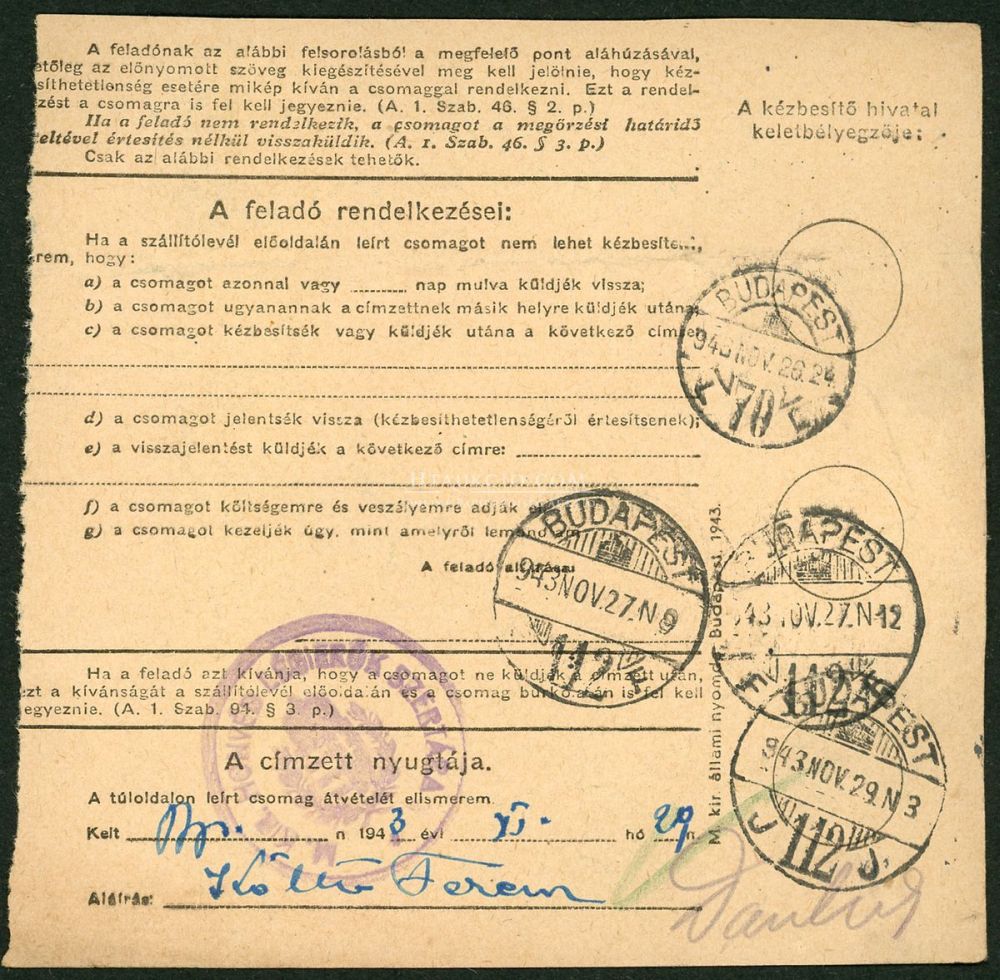 A feladónak az alábbi felsorolásból a megfelelő pont aláhúzásával,
etőleg az előnyomott szöveg kiegészítésével meg kell jelölnie, hogy kéz-
síthetetlenség esetére mikép kíván a csomaggal rendelkezni. Ezt a rendel-
zést a csomagra is fel kell jegyeznie. (A. 1. Szab. 46. § 2. p.)
Ha a feladó nem rendelkezik, a csomagot a megőrzési határidő
elteltével értesítés nélkül visszaküldik. (A. 1. Szab. 46. § 3. p.)
Csak az alábbi rendelkezések tehetők.
A kézbesítő hivatal
keletbélyegzője:
A feladó rendelkezései:
Ha a szállítólevél előoldalán leírt csomagot nem lehet kézbesíteni,
rem, hogy:
a) a csomagot azonnal vagy ........ nap mulva küldjék vissza;
b) a csomagot ugyanannak a címzettnek másik helyre küldjék utána;
c) a csomagot kézbesítsék vagy küldjék utána a következő címre
d) a csomagot jelentsék vissza (kézbesíthetetlenségéről értesítsenek);
e) a visszajelentést küldjék a következő címre:
f) a csomagot költségemre és veszélyemre adják el
g) a csomagot kezeljék úgy, mint amelyről lemondtam
A feladó aláírása:
BUDAPEST
943 NOV. 26. 24
70
BUDAPEST
943 NOV. 27. N 9
112
BUDAPEST
943 NOV. 27. N 12
112
BUDAPEST
943 NOV. 29. N 3
J 112 J
M. kir. állami nyomda, Budapest, 1943.
Ha a feladó azt kívánja, hogy a csomagot ne küldjék a címzett után,
ezt a kívánságát a szállítólevél előoldalán és a csomag burkolatán is fel kell
egyeznie. (A. 1. Szab. 94. § 3. p.)
A címzett nyugtája.
A túloldalon leírt csomag átvételét elismerem.
Kelt Bp. n 1943 évi XI. hó 29 n.
Aláírás: Ferenc